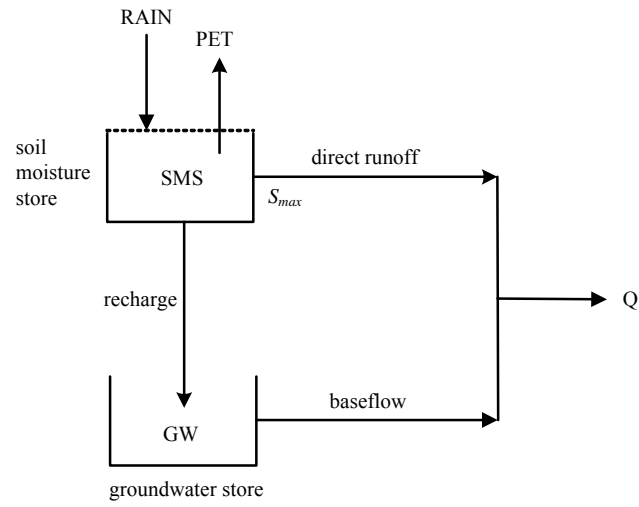 RAIN
PET
soil
moisture
store
SMS
direct runoff
Smax
recharge
Q
baseflow
GW
groundwater store